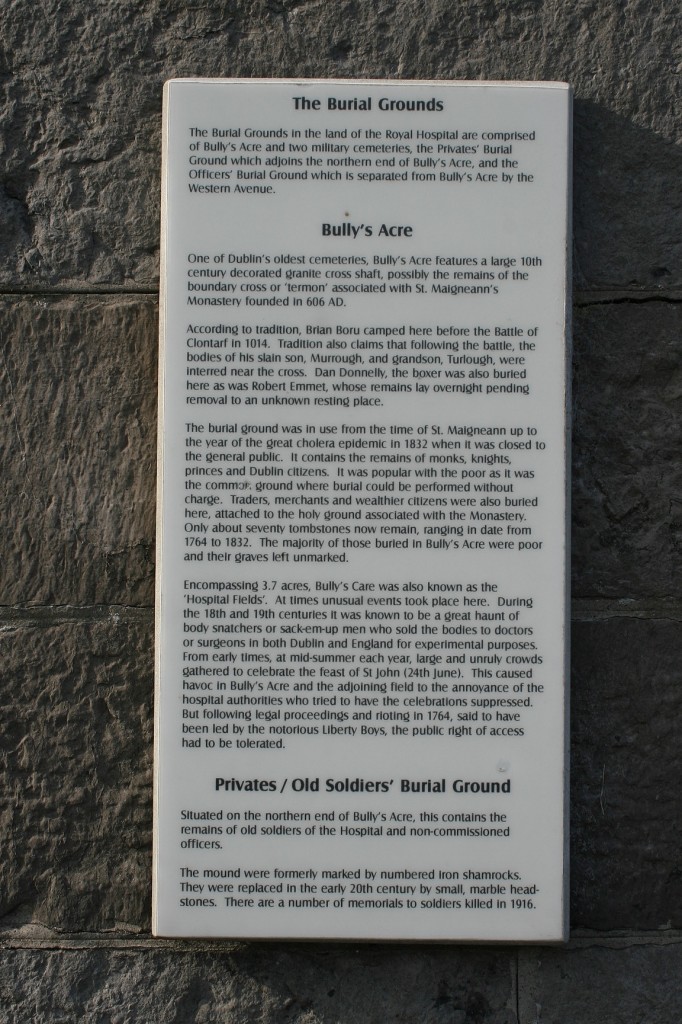 The Burial Grounds
The Burial Grounds in the land of the Royal Hospital are comprised
of Bully's Acre and two military cemeteries, the Privates' Burial
Ground which adjoins the northern end of Bully's Acre, and the
Officers' Burial Ground which is separated from Bully's Acre by the
Western Avenue.
Bully's Acre
One of Dublin's oldest cemeteries, Bully's Acre features a large 10th
century decorated granite cross shaft, possibly the remains of the
boundary cross or 'termon' associated with St. Maigneann's
Monastery founded in 606 AD.
According to tradition, Brian Boru camped here before the Battle of
Clontarf in 1014. Tradition also claims that following the battle, the
bodies of his slain son, Murrough, and grandson, Turlough, were
interred near the cross. Dan Donnelly, the boxer was also buried
here as was Robert Emmet, whose remains lay overnight pending
removal to an unknown resting place.
The burial ground was in use from the time of St. Maigneann up to
the year of the great cholera epidemic in 1832 when it was closed to
the general public. It contains the remains of monks, knights,
princes and Dublin citizens. It was popular with the poor as it was
the common ground where burial could be performed without
charge. Traders, merchants and wealthier citizens were also buried
here, attached to the holy ground associated with the Monastery.
Only about seventy tombstones now remain, ranging in date from
1764 to 1832. The majority of those buried in Bully's Acre were poor
and their graves left unmarked.
Encompassing 3.7 acres, Bully's Care was also known as the
'Hospital Fields'. At times unusual events took place here. During
the 18th and 19th centuries it was known to be a great haunt of
body snatchers or sack-em-up men who sold the bodies to doctors
or surgeons in both Dublin and England for experimental purposes.
From early times, at mid-summer each year, large and unruly crowds
gathered to celebrate the feast of St John (24th June). This caused
havoc in Bully's Acre and the adjoining field to the annoyance of the
hospital authorities who tried to have the celebrations suppressed.
But following legal proceedings and rioting in 1764, said to have
been led by the notorious Liberty Boys, the public right of access
had to be tolerated.
Privates / Old Soldiers' Burial Ground
Situated on the northern end of Bully's Acre, this contains the
remains of old soldiers of the Hospital and non-commissioned
officers.
The mound were formerly marked by numbered iron shamrocks.
They were replaced in the early 20th century by small, marble head-
stones. There are a number of memorials to soldiers killed in 1916.